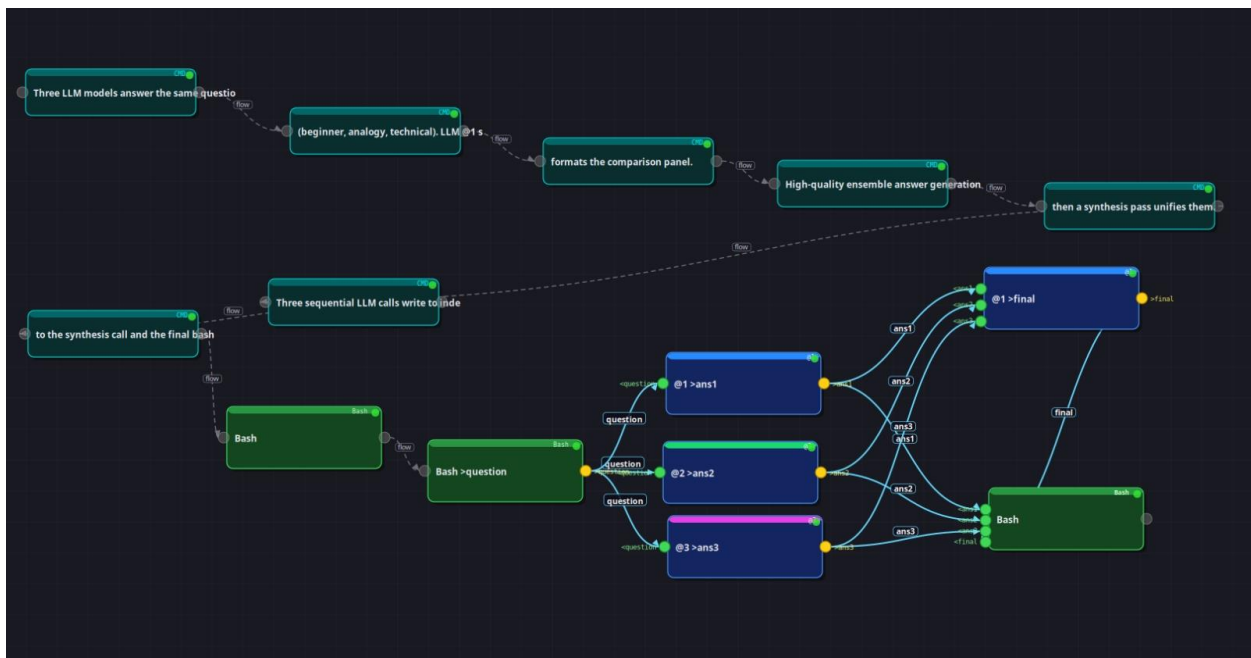 CMD
Three LLM models answer the same questio
flow
CMD
(beginner, analogy, technical). LLM @1 s
flow
CMD
formats the comparison panel.
flow
CMD
High-quality ensemble answer generation
flow
CMD
then a synthesis pass unifies them
flow
CMD
Three sequential LLM calls write to inde
flow
CMD
to the synthesis call and the final bash
flow
Bash
Bash
flow
Bash
Bash >question
question
question
question
<question
@1 >ans1
>ans1
@2 >ans2
<question
@3 >ans3
>ans3
ans1
ans2
ans3
ans1
ans2
ans3
@1 >final
>final
final
Bash
Bash
<final